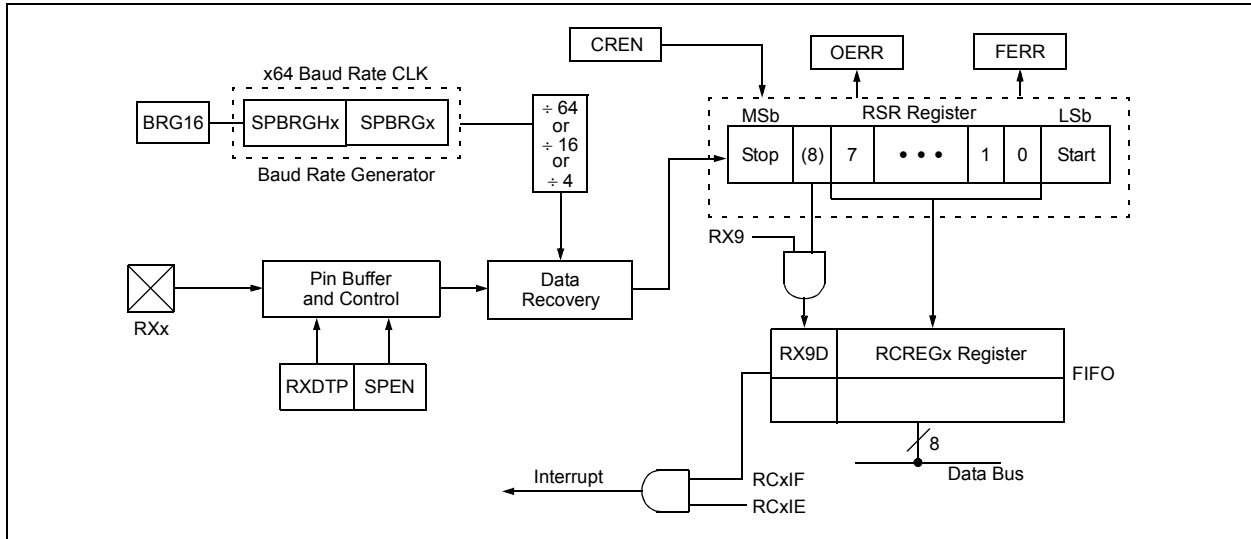 CREN
OERR
FERR
x64 Baud Rate CLK
BRG16
SPBRGHx
SPBRGx
Baud Rate Generator
÷ 64
or
÷ 16
or
÷ 4
MSb
RSR Register
LSb
Stop
(8)
7
• • •
1
0
Start
RX9
RXx
Pin Buffer
and Control
Data
Recovery
RXDTP
SPEN
RX9D
RCREGx Register
FIFO
8
Data Bus
Interrupt
RCxIF
RCxIE